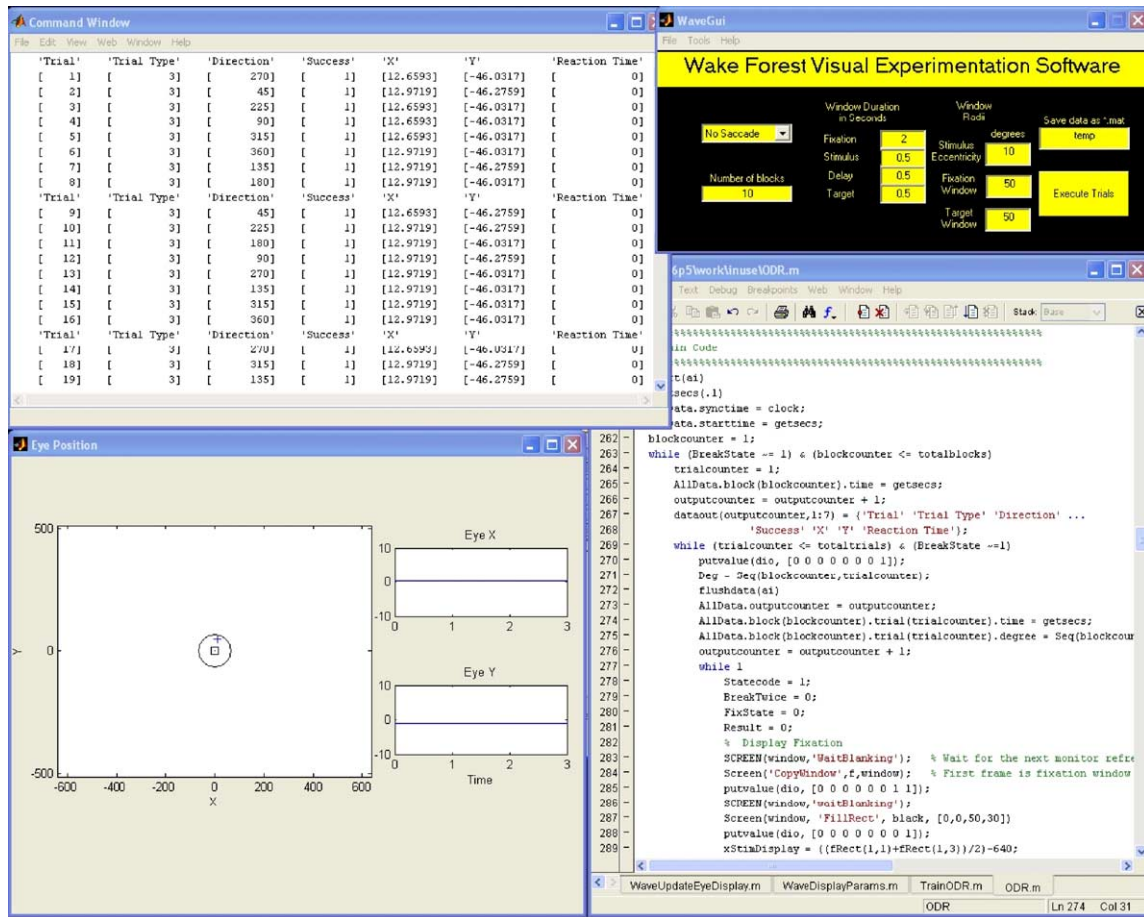 Command Window
File Edit View Web Window Help
'Trial' 'Trial Type' 'Direction' 'Success' 'X' 'Y' 'Reaction Time'
[ 1] [ 3] [ 270] [ 1] [12.6593] [-46.0317] [ 0]
[ 2] [ 3] [ 45] [ 1] [12.9719] [-46.2759] [ 0]
[ 3] [ 3] [ 225] [ 1] [12.6593] [-46.0317] [ 0]
[ 4] [ 3] [ 90] [ 1] [12.6593] [-46.0317] [ 0]
[ 5] [ 3] [ 315] [ 1] [12.6593] [-46.0317] [ 0]
[ 6] [ 3] [ 360] [ 1] [12.9719] [-46.0317] [ 0]
[ 7] [ 3] [ 135] [ 1] [12.9719] [-46.2759] [ 0]
[ 8] [ 3] [ 180] [ 1] [12.9719] [-46.0317] [ 0]
'Trial' 'Trial Type' 'Direction' 'Success' 'X' 'Y' 'Reaction Time'
[ 9] [ 3] [ 45] [ 1] [12.6593] [-46.2759] [ 0]
[ 10] [ 3] [ 225] [ 1] [12.9719] [-46.0317] [ 0]
[ 11] [ 3] [ 180] [ 1] [12.9719] [-46.0317] [ 0]
[ 12] [ 3] [ 90] [ 1] [12.9719] [-46.0317] [ 0]
[ 13] [ 3] [ 270] [ 1] [12.9719] [-46.0317] [ 0]
[ 14] [ 3] [ 135] [ 1] [12.9719] [-46.0317] [ 0]
[ 15] [ 3] [ 315] [ 1] [12.9719] [-46.0317] [ 0]
[ 16] [ 3] [ 360] [ 1] [12.9719] [-46.0317] [ 0]
'Trial' 'Trial Type' 'Direction' 'Success' 'X' 'Y' 'Reaction Time'
[ 17] [ 3] [ 270] [ 1] [12.6593] [-46.0317] [ 0]
[ 18] [ 3] [ 315] [ 1] [12.9719] [-46.2759] [ 0]
[ 19] [ 3] [ 135] [ 1] [12.9719] [-46.2759] [ 0]
WaveGui
File Tools Help
Wake Forest Visual Experimentation Software
No Saccade
Number of blocks
10
Window Duration
in Seconds
Fixation 2
Stimulus 0.5
Delay 0.5
Target 0.5
Window
Radii
degrees
Stimulus
Eccentricity 10
Fixation
Window 50
Target
Window 50
Save data as *.mat
temp
Execute Trials
6p5\work\inuse\ODR.m
Text Debug Breakpoints Web Window Help
Stack: Base
%%%%%%%%%%%%%%%%%%%%%%%%%%%%%%%%%%%%%%%%%%%%%%%%%%%%%%%%%%%%
in Code
%%%%%%%%%%%%%%%%%%%%%%%%%%%%%%%%%%%%%%%%%%%%%%%%%%%%%%%%%%%%
t(ai)
secs(.1)
ata.synctime = clock;
ata.starttime = getsecs;
262 - blockcounter = 1;
263 - while (BreakState ~= 1) & (blockcounter <= totalblocks)
264 - trialcounter = 1;
265 - AllData.block(blockcounter).time = getsecs;
266 - outputcounter = outputcounter + 1;
267 - dataout(outputcounter,1:7) = {'Trial' 'Trial Type' 'Direction' ...
268 'Success' 'X' 'Y' 'Reaction Time'};
269 - while (trialcounter <= totaltrials) & (BreakState ~=1)
270 - putvalue(dio, [0 0 0 0 0 0 0 1]);
271 - Deg = Seq(blockcounter,trialcounter);
272 - flushdata(ai)
273 - AllData.outputcounter = outputcounter;
274 - AllData.block(blockcounter).trial(trialcounter).time = getsecs;
275 - AllData.block(blockcounter).trial(trialcounter).degree = Seq(blockcour
276 - outputcounter = outputcounter + 1;
277 - while 1
278 - Statecode = 1;
279 - BreakTwice = 0;
280 - FixState = 0;
281 - Result = 0;
282 % Display Fixation
283 - SCREEN(window,'WaitBlanking'); % Wait for the next monitor refre
284 - Screen('CopyWindow',f,window); % First frame is fixation window
285 - putvalue(dio, [0 0 0 0 0 0 1 1]);
286 - SCREEN(window,'waitBlanking');
287 - Screen(window, 'FillRect', black, [0,0,50,30])
288 - putvalue(dio, [0 0 0 0 0 0 0 1]);
289 - xStimDisplay = ((fRect(1,1)+fRect(1,3))/2)-640;
WaveUpdateEyeDisplay.m WaveDisplayParams.m TrainODR.m ODR.m
ODR Ln 274 Col 31
Eye Position
500
0
-500
Y
-600 -400 -200 0 200 400 600
X
Eye X
10
0
-10
0 1 2 3
Eye Y
10
0
-10
0 1 2 3
Time